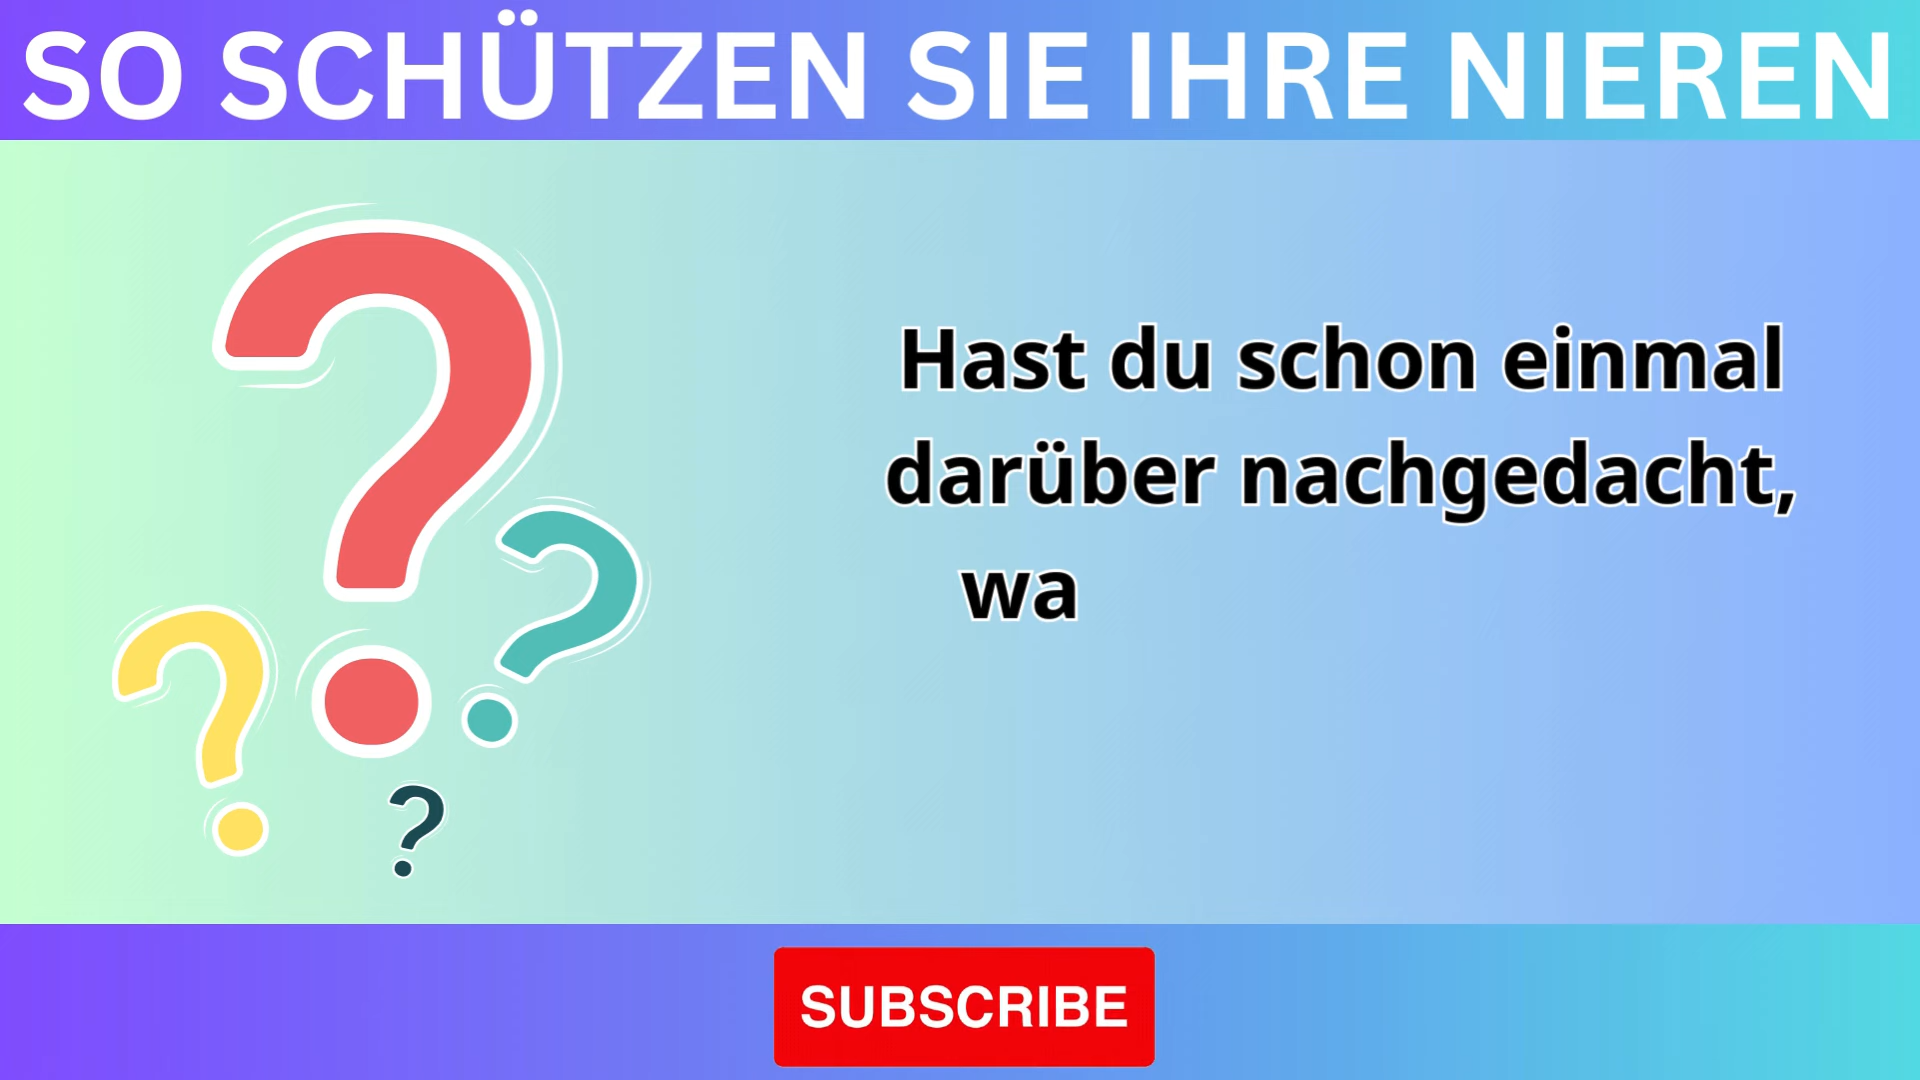 SO SCHÜTZEN SIE IHRE NIEREN
Hast du schon einmal
darüber nachgedacht,
wa
SUBSCRIBE